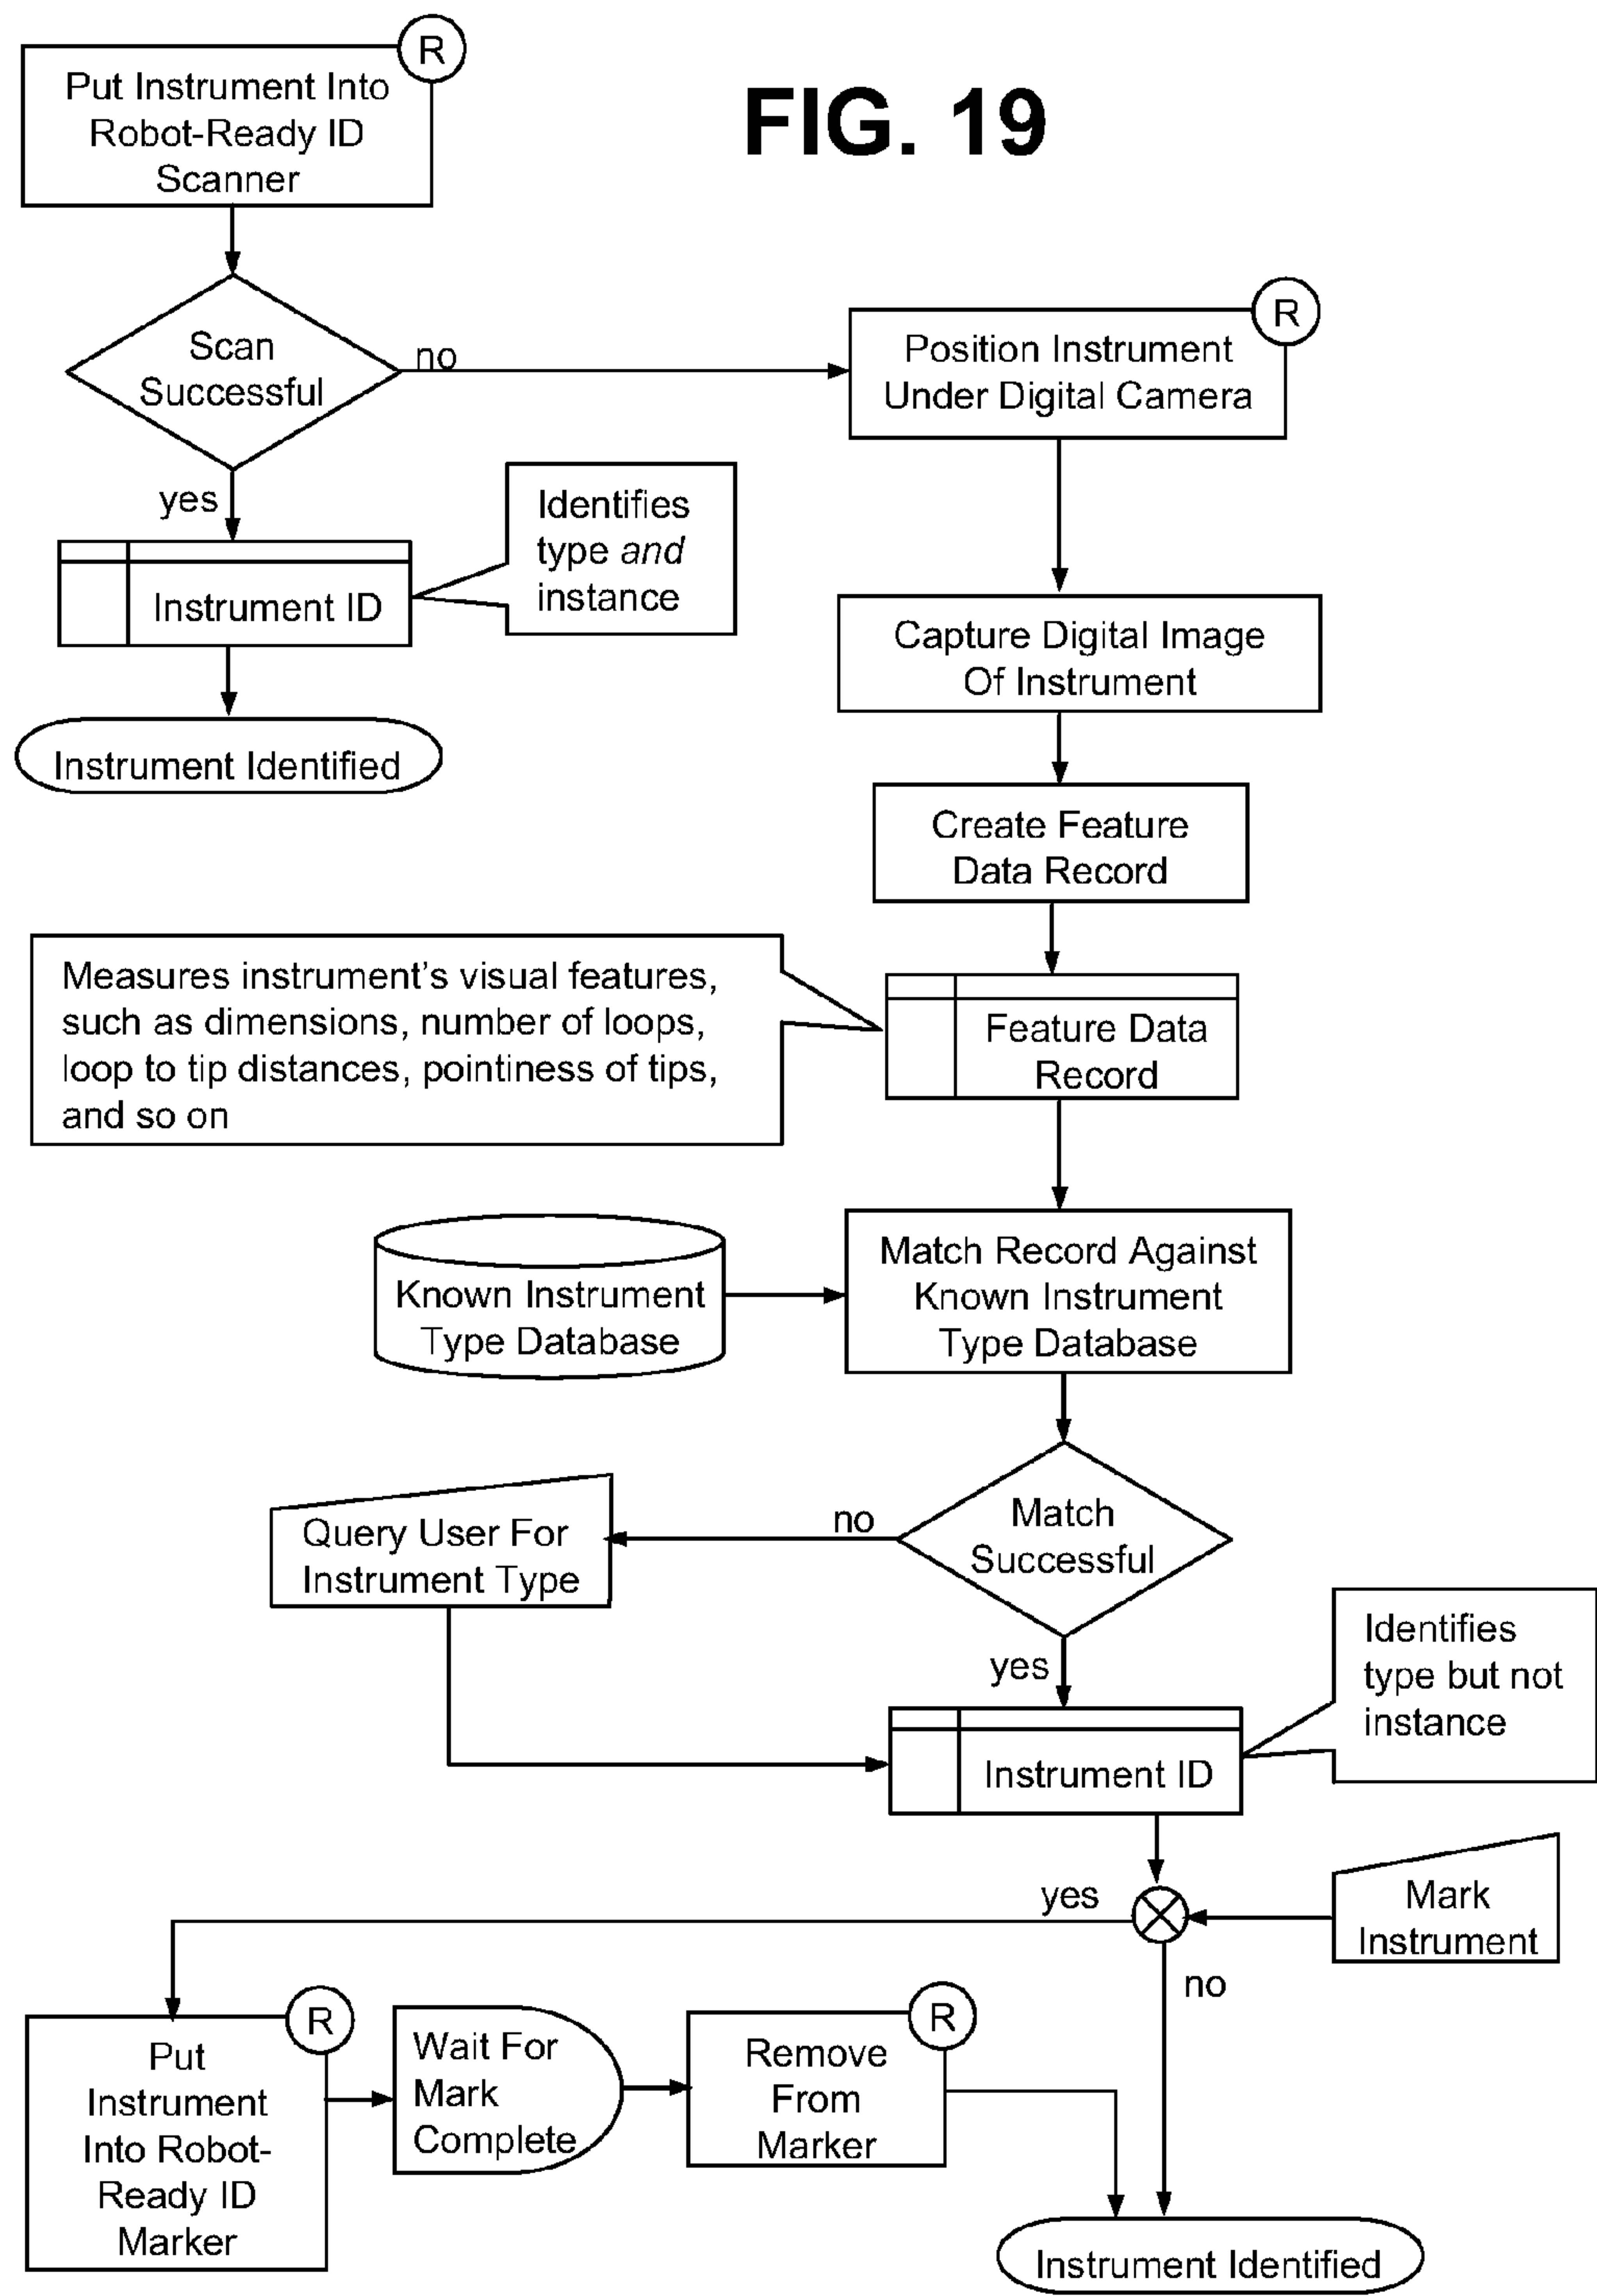 R
Put Instrument Into
Robot-Ready ID
Scanner
FIG. 19
Scan
Successful
no
R
Position Instrument
Under Digital Camera
yes
Identifies
type and
instance
Instrument ID
Instrument Identified
Capture Digital Image
Of Instrument
Create Feature
Data Record
Measures instrument’s visual features,
such as dimensions, number of loops,
loop to tip distances, pointiness of tips,
and so on
Feature Data
Record
Known Instrument
Type Database
Match Record Against
Known Instrument
Type Database
Match
Successful
no
Query User For
Instrument Type
yes
Identifies
type but not
instance
Instrument ID
Mark
Instrument
yes
no
R
Put
Instrument
Into Robot-
Ready ID
Marker
Wait For
Mark
Complete
R
Remove
From
Marker
Instrument Identified